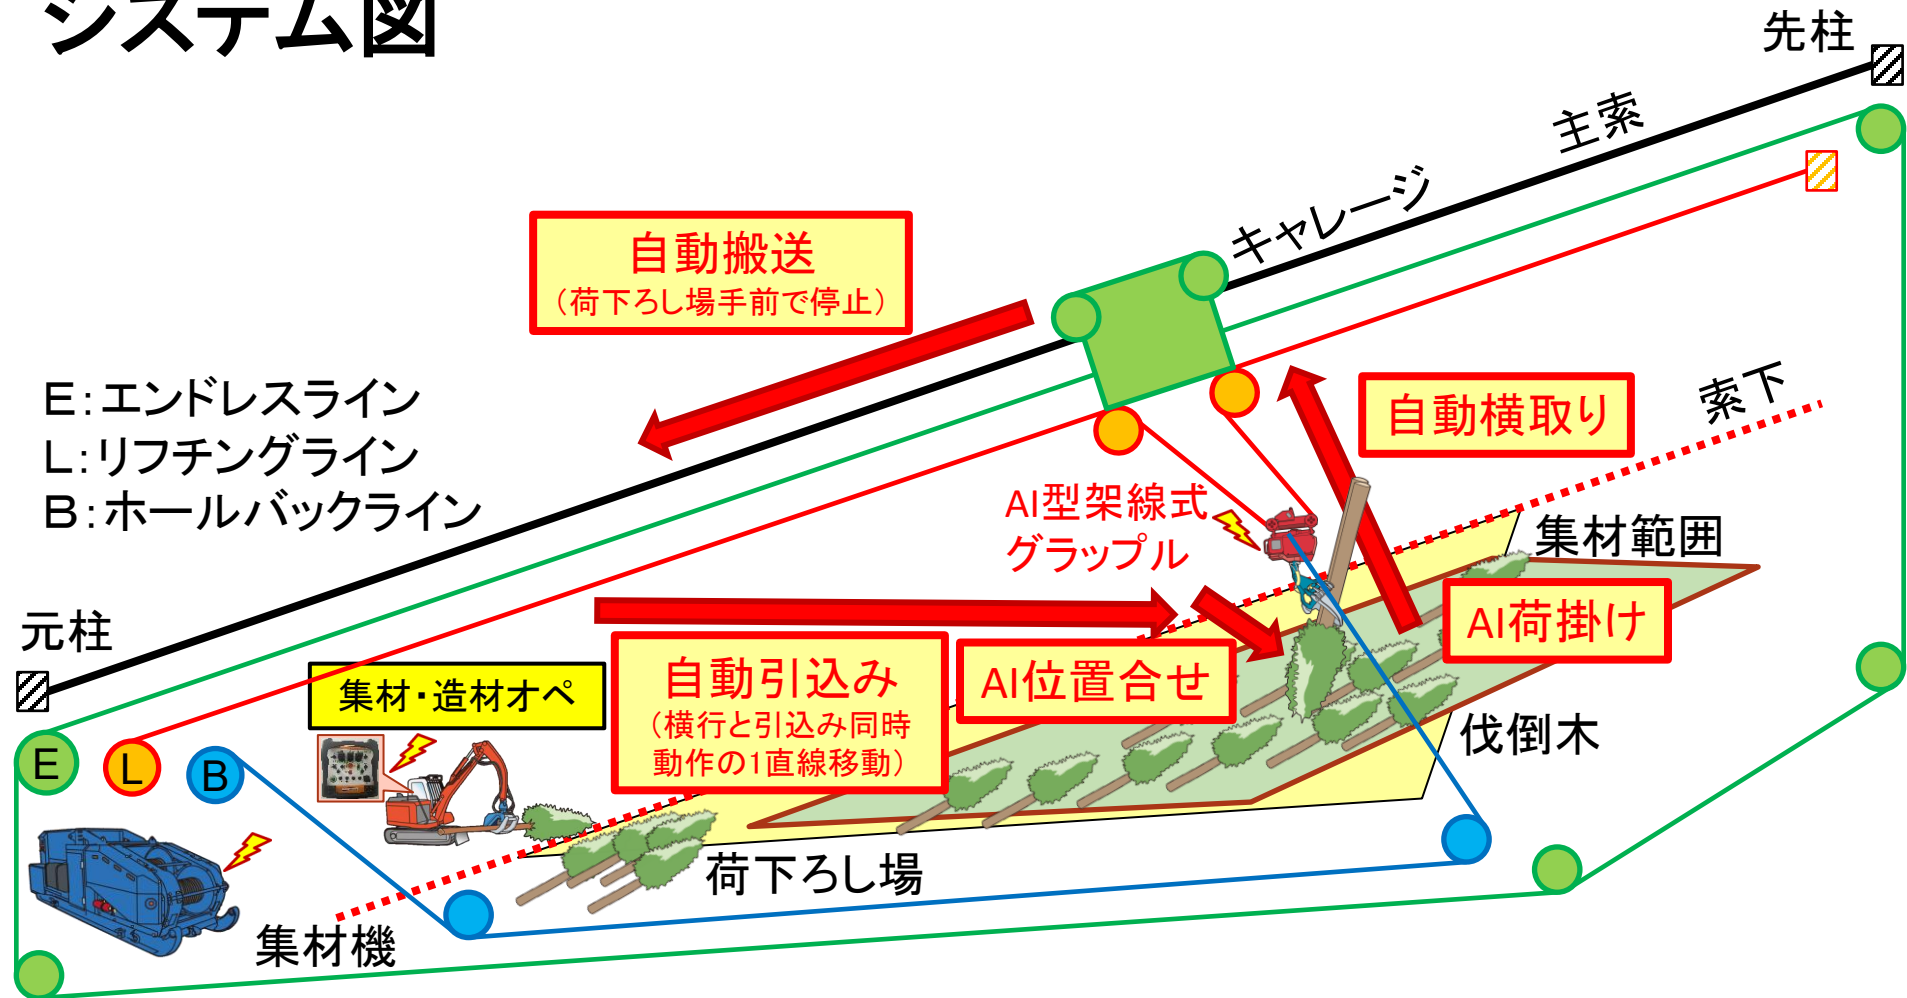 システム図
先柱
主索
キャレージ
自動搬送
（荷下ろし場手前で停止）
E：エンドレスライン
L：リフチングライン
B：ホールバックライン
自動横取り
索下
AI型架線式
グラップル
集材範囲
元柱
AI荷掛け
集材・造材オペ
自動引込み
（横行と引込み同時
動作の1直線移動）
AI位置合せ
伐倒木
E
L
B
荷下ろし場
集材機